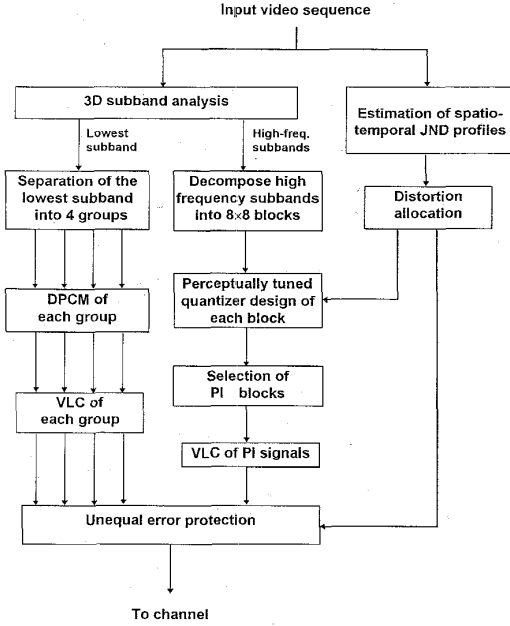 Input video sequence
3D subband analysis
Estimation of spatio-
temporal JND profiles
Lowest
subband
High-freq.
subbands
Separation of the
lowest subband
into 4 groups
Decompose high
frequency subbands
into 8×8 blocks
Distortion
allocation
DPCM of
each group
Perceptually tuned
quantizer design of
each block
Selection of
PI blocks
VLC of
each group
VLC of PI signals
Unequal error protection
To channel